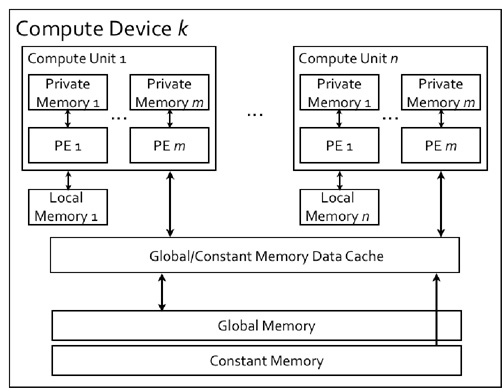 Compute Device k
Compute Unit 1
Private
Memory 1
...
Private
Memory m
PE 1
PE m
Local
Memory 1
...
Compute Unit n
Private
Memory 1
...
Private
Memory m
PE 1
PE m
Local
Memory n
Global/Constant Memory Data Cache
Global Memory
Constant Memory